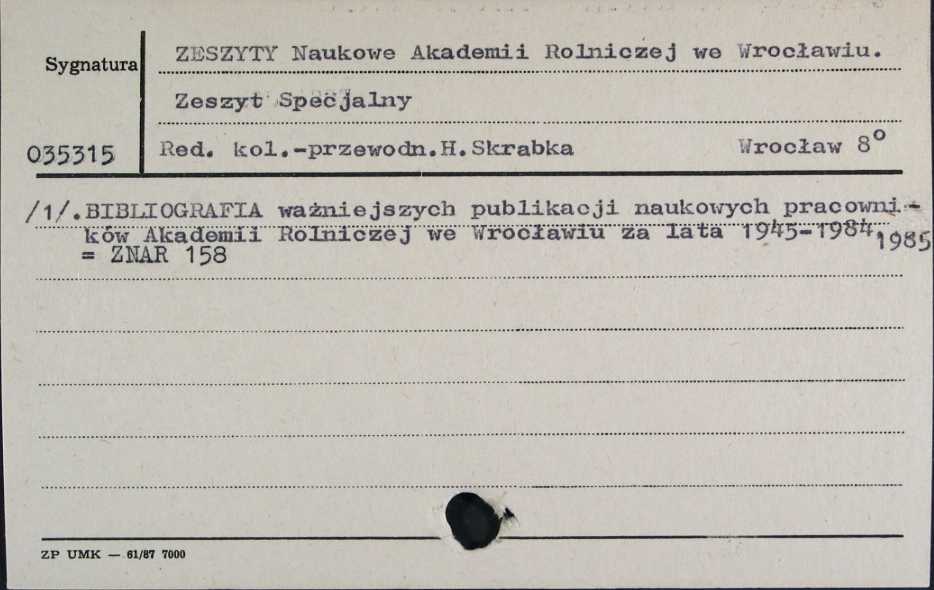 Sygnatura
ZESZYTY Naukowe Akademii Rolniczej we Wrocławiu.
Zeszyt Specjalny
035315
Red. kol.-przewodn.H.Skrabka Wrocław 8°
/1/.BIBLIOGRAFIA ważniejszych publikacji naukowych pracowni-
ków Akademii Rolniczej we Wrocławiu za lata 1945-1984,1985
= ZNAR 158
ZP UMK — 61/87 7000